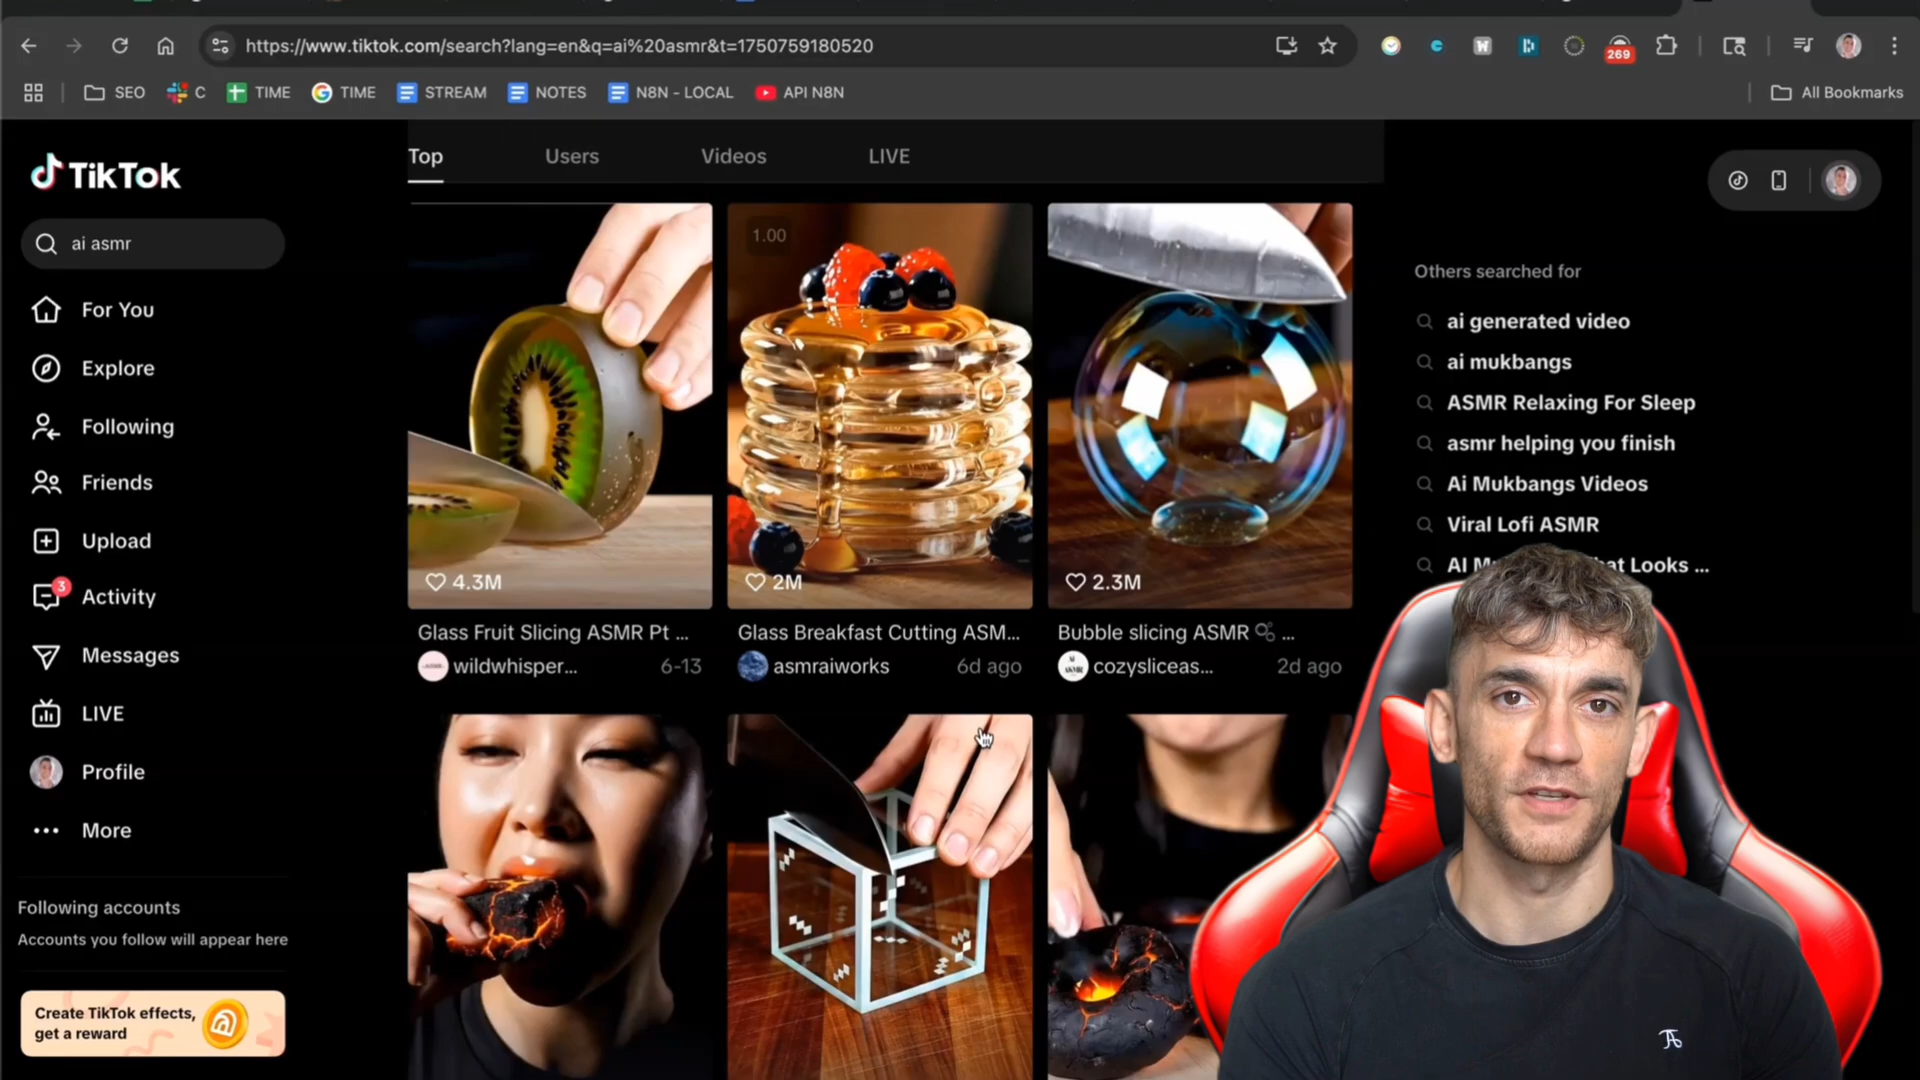 https://www.tiktok.com/search?lang=en&q=ai%20asmr&t=1750759180520
269
SEO
C
TIME
TIME
STREAM
NOTES
N8N - LOCAL
API N8N
All Bookmarks
TikTok
ai asmr
For You
Explore
Following
Friends
Upload
3
Activity
Messages
LIVE
Profile
More
Following accounts
Accounts you follow will appear here
Create TikTok effects,
get a reward
Top
Users
Videos
LIVE
1.00
4.3M
2M
2.3M
Glass Fruit Slicing ASMR Pt ...
wildwhisper...
6-13
Glass Breakfast Cutting ASM...
asmraiworks
6d ago
Bubble slicing ASMR ...
cozysliceas...
2d ago
Others searched for
ai generated video
ai mukbangs
ASMR Relaxing For Sleep
asmr helping you finish
Ai Mukbangs Videos
Viral Lofi ASMR
AI Looks ...